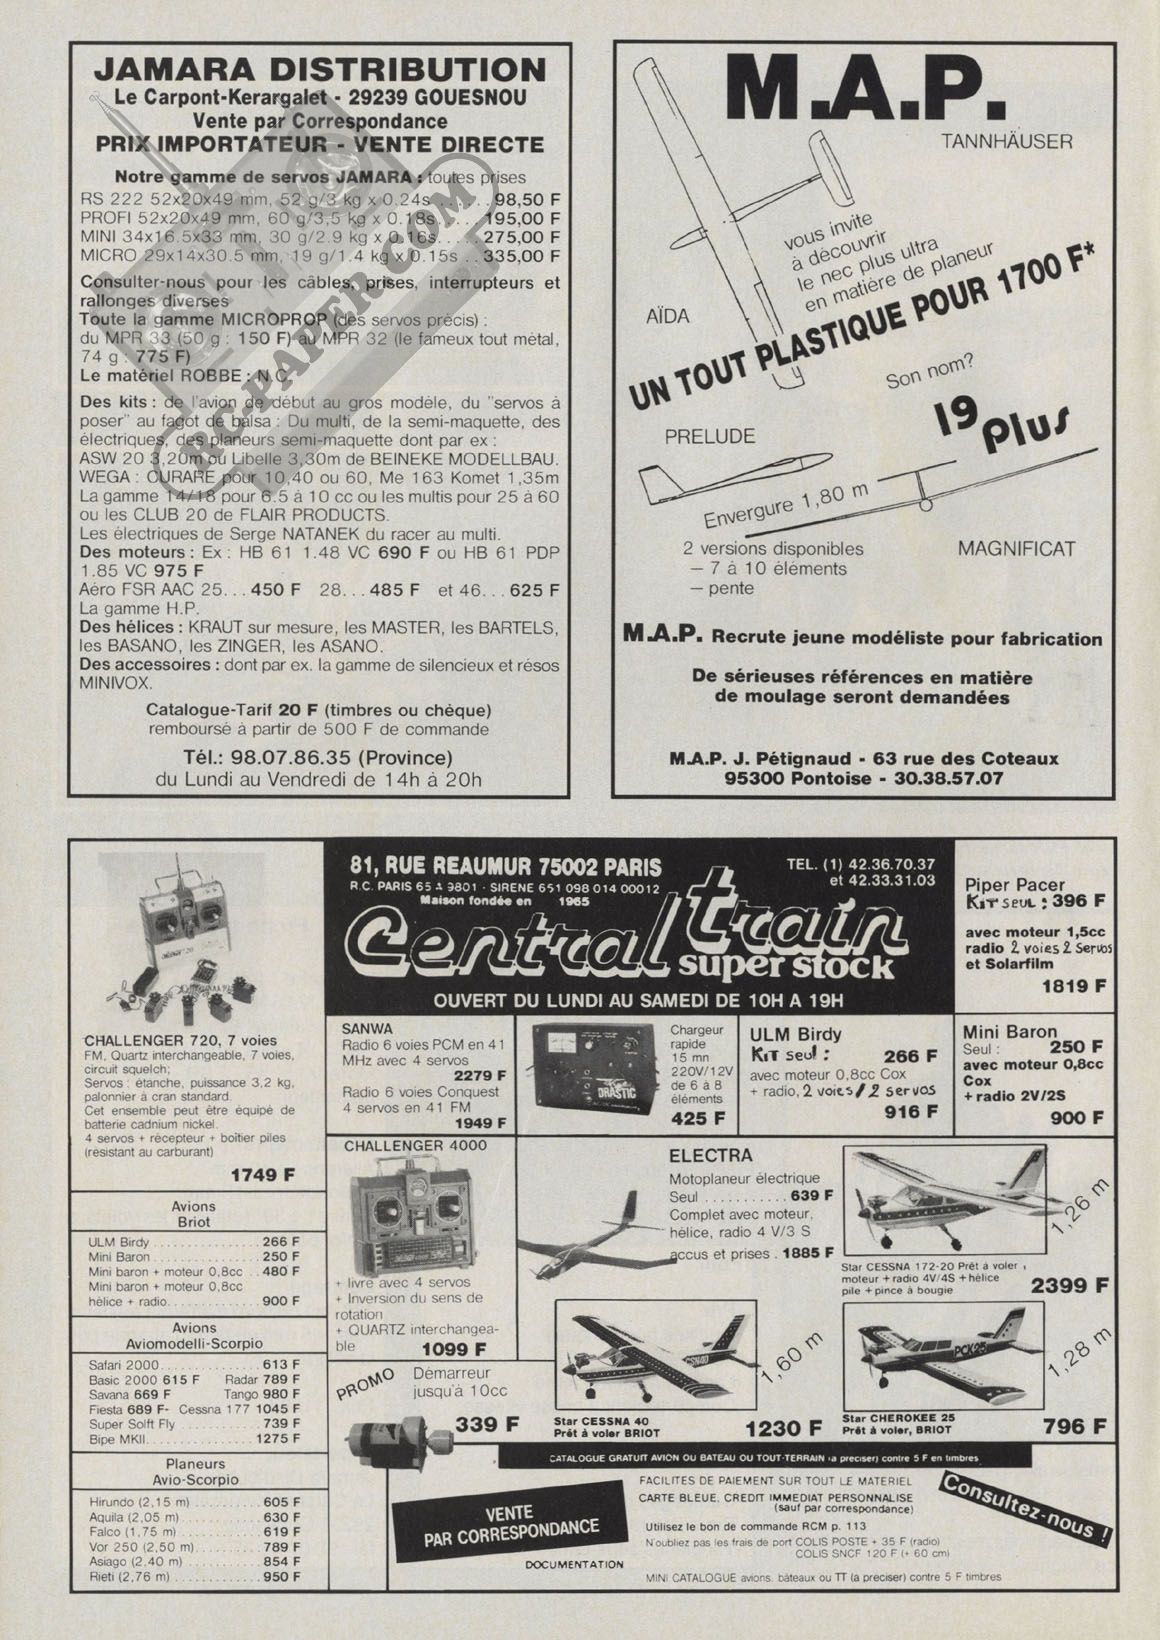 JAMARA DISTRIBUTION
Le Carpont-Kerargalet - 29239 GOUESNOU
Vente par Correspondance
PRIX IMPORTATEUR - VENTE DIRECTE
Notre gamme de servos JAMARA : toutes prises
RS 222 52x20x49 mm, 52 g/3 kg x 0.24s......98,50 F
PROFI 52x20x49 mm, 60 g/3,5 kg x 0.18s.....195,00 F
MINI 34x16.5x33 mm, 30 g/2.9 kg x 0.16s....275,00 F
MICRO 29x14x30.5 mm, 19 g/1.4 kg x 0.15s..335,00 F
Consulter-nous pour les câbles, prises, interrupteurs et
rallonges diverses
Toute la gamme MICROPROP (des servos précis) :
du MPR 33 (50 g : 150 F) au MPR 32 (le fameux tout métal,
74 g : 775 F)
Le matériel ROBBE : N.C.
Des kits : de l'avion de début au gros modèle, du "servos à
poser" au fagot de balsa : Du multi, de la semi-maquette, des
électriques, des planeurs semi-maquette dont par ex :
ASW 20 3,20m ou Libelle 3,30m de BEINEKE MODELLBAU.
WEGA : CURARE pour 10,40 ou 60, Me 163 Komet 1,35m
La gamme 14/18 pour 6.5 à 10 cc ou les multis pour 25 à 60
ou les CLUB 20 de FLAIR PRODUCTS.
Les électriques de Serge NATANEK du racer au multi.
Des moteurs : Ex : HB 61 1.48 VC 690 F ou HB 61 PDP
1.85 VC 975 F
Aéro FSR AAC 25... 450 F 28... 485 F et 46... 625 F
La gamme H.P.
Des hélices : KRAUT sur mesure, les MASTER, les BARTELS,
les BASANO, les ZINGER, les ASANO.
Des accessoires : dont par ex. la gamme de silencieux et résos
MINIVOX.
Catalogue-Tarif 20 F (timbres ou chèque)
remboursé à partir de 500 F de commande
Tél.: 98.07.86.35 (Province)
du Lundi au Vendredi de 14h à 20h
RC-PAPER.COM
M.A.P.
TANNHÄUSER
vous invite
à découvrir
le nec plus ultra
en matière de planeur
AÏDA
UN TOUT PLASTIQUE POUR 1700 F*
Son nom?
19 plus
PRELUDE
Envergure 1,80 m
2 versions disponibles
– 7 à 10 éléments
– pente
MAGNIFICAT
M.A.P. Recrute jeune modéliste pour fabrication
De sérieuses références en matière
de moulage seront demandées
M.A.P. J. Pétignaud - 63 rue des Coteaux
95300 Pontoise - 30.38.57.07
81, RUE REAUMUR 75002 PARIS
R.C. PARIS 65 A 9801 - SIRENE 651 098 014 00012
Maison fondée en 1965
TEL. (1) 42.36.70.37
et 42.33.31.03
Central train
super stock
OUVERT DU LUNDI AU SAMEDI DE 10H A 19H
Piper Pacer
KIT seul : 396 F
avec moteur 1,5cc
radio 2 voies 2 servos
et Solarfilm
1819 F
CHALLENGER 720, 7 voies
FM, Quartz interchangeable, 7 voies,
circuit squelch;
Servos : étanche, puissance 3,2 kg,
palonnier à cran standard.
Cet ensemble peut être équipé de
batterie cadnium nickel.
4 servos + récepteur + boîtier piles
(résistant au carburant)
1749 F
SANWA
Radio 6 voies PCM en 41
MHz avec 4 servos
2279 F
Radio 6 voies Conquest
4 servos en 41 FM
1949 F
DRASTIC
Chargeur
rapide
15 mn
220V/12V
de 6 à 8
éléments
425 F
ULM Birdy
KIT seul : 266 F
avec moteur 0,8cc Cox
+ radio, 2 voies / 2 servos
916 F
Mini Baron
Seul : 250 F
avec moteur 0,8cc
Cox
+ radio 2V/2S
900 F
Avions
Briot
ULM Birdy................266 F
Mini Baron................250 F
Mini baron + moteur 0,8cc..480 F
Mini baron + moteur 0,8cc
hélice + radio.............900 F
Avions
Aviomodelli-Scorpio
Safari 2000..............613 F
Basic 2000 615 F Radar 789 F
Savana 669 F Tango 980 F
Fiesta 689 F- Cessna 177 1045 F
Super Solft Fly............739 F
Bipe MKII.................1275 F
Planeurs
Avio-Scorpio
Hirundo (2,15 m)..........605 F
Aquila (2,05 m)...........630 F
Falco (1,75 m)............619 F
Vor 250 (2,50 m)..........789 F
Asiago (2,40 m)...........854 F
Rieti (2,76 m).............950 F
CHALLENGER 4000
+ livré avec 4 servos
+ Inversion du sens de
rotation
+ QUARTZ interchangea-
ble 1099 F
ELECTRA
Motoplaneur électrique
Seul...........639 F
Complet avec moteur,
hélice, radio 4 V/3 S
accus et prises . 1885 F
1,26 m
Star CESSNA 172-20 Prêt à voler,
moteur + radio 4V/4S + hélice
pile + pince à bougie
2399 F
PROMO
Démarreur
jusqu'à 10cc
339 F
CSN40
1,60 m
Star CESSNA 40
Prêt à voler BRIOT
1230 F
PCK25
1,28 m
Star CHEROKEE 25
Prêt à voler, BRIOT
796 F
CATALOGUE GRATUIT AVION OU BATEAU OU TOUT-TERRAIN (a preciser) contre 5 F en timbres
VENTE
PAR CORRESPONDANCE
DOCUMENTATION
FACILITES DE PAIEMENT SUR TOUT LE MATERIEL
CARTE BLEUE, CREDIT IMMEDIAT PERSONNALISE
(sauf par correspondance)
Utilisez le bon de commande RCM p. 113
N'oubliez pas les frais de port COLIS POSTE + 35 F (radio)
COLIS SNCF 120 F (+ 60 cm)
MINI CATALOGUE avions, bateaux ou TT (a preciser) contre 5 F timbres
Consultez-nous !